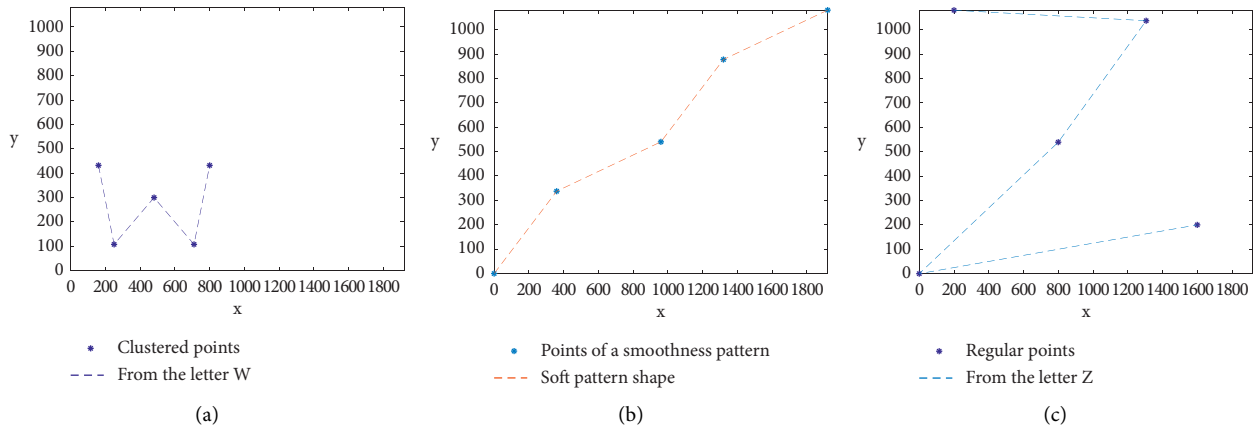 1000
900
800
700
600
500
400
300
200
100
0
y
0 200 400 600 800 1000 1200 1400 1600 1800
x
Clustered points
From the letter W
(a)
1000
900
800
700
600
500
400
300
200
100
0
y
0 200 400 600 800 1000 1200 1400 1600 1800
x
Points of a smoothness pattern
Soft pattern shape
(b)
1000
900
800
700
600
500
400
300
200
100
0
y
0 200 400 600 800 1000 1200 1400 1600 1800
x
Regular points
From the letter Z
(c)